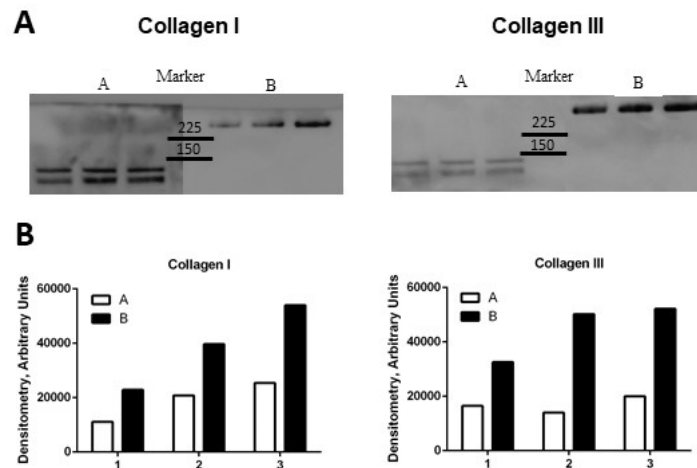 A
Collagen I
Collagen III
A Marker B
225
150
A Marker B
225
150
B
Collagen I
Densitometry, Arbitrary Units
60000
40000
20000
0
A
B
1 2 3
Collagen III
Densitometry, Arbitrary Units
60000
40000
20000
0
A
B
1 2 3